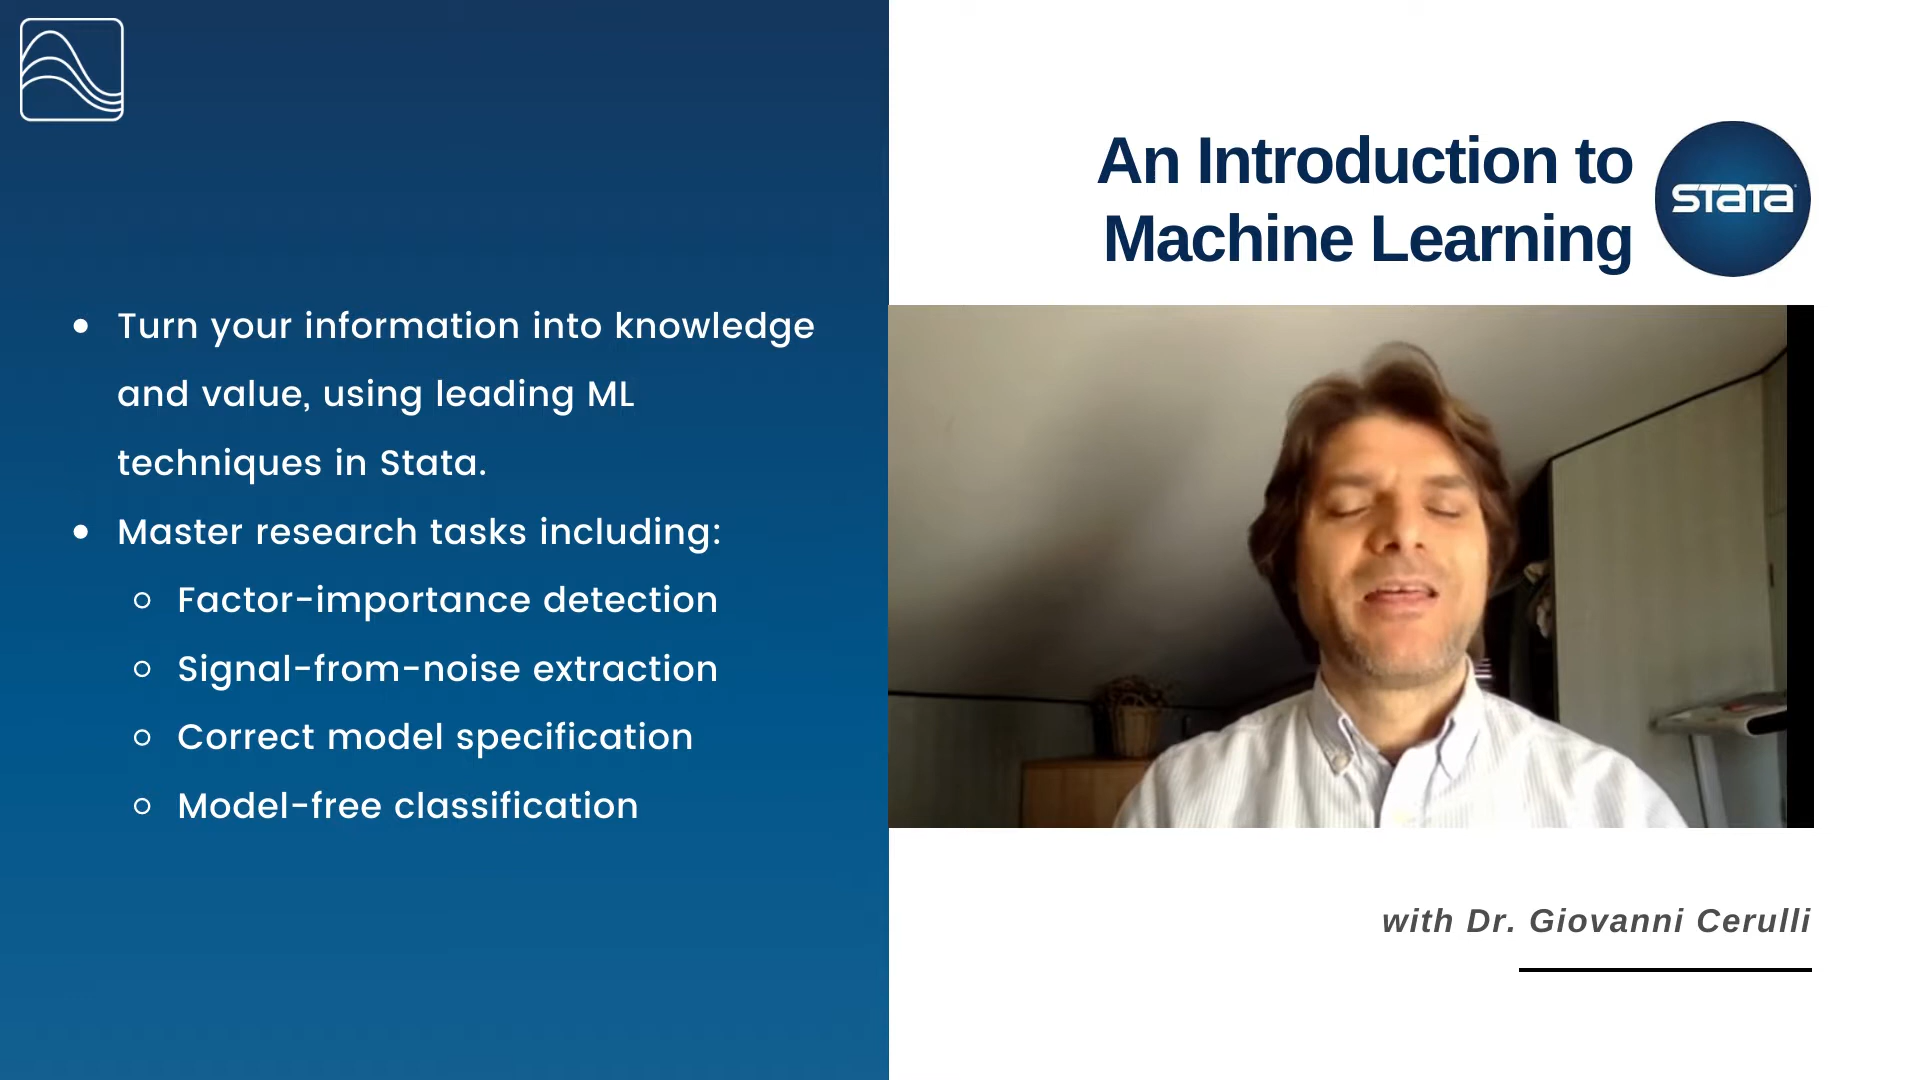 An Introduction to
Machine Learning
stata
• Turn your information into knowledge
and value, using leading ML
techniques in Stata.
• Master research tasks including:
○ Factor-importance detection
○ Signal-from-noise extraction
○ Correct model specification
○ Model-free classification
with Dr. Giovanni Cerulli